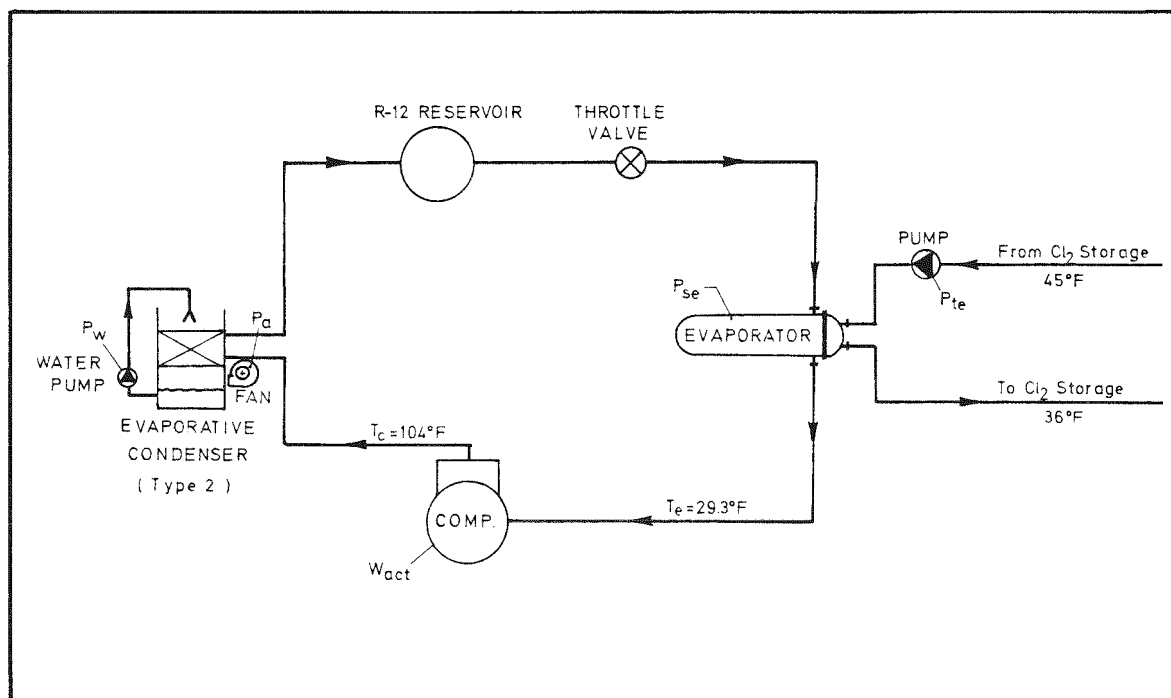 R-12 RESERVOIR
THROTTLE
VALVE
PUMP
From Cl₂ Storage
45°F
Pte
Pse
EVAPORATOR
To Cl₂ Storage
36°F
Pw
WATER
PUMP
Pa
FAN
EVAPORATIVE
CONDENSER
( Type 2 )
Tc=104°F
COMP.
Te=29.3°F
Wact